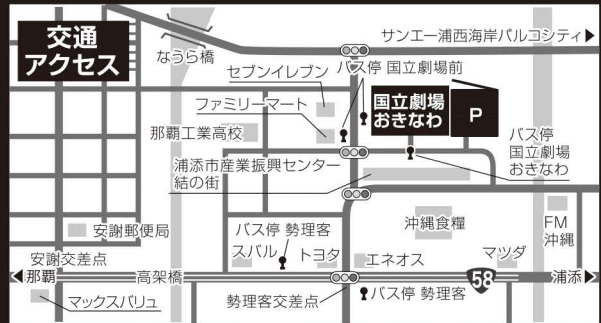 交通
アクセス
なうら橋
サンエー浦西海岸パルコシティ▶
セブンイレブン
バス停 国立劇場前
ファミリーマート
国立劇場
おきなわ
P
那覇工業高校
バス停
国立劇場
おきなわ
浦添市産業振興センター
結の街
安謝郵便局
バス停 勢理客
沖縄食糧
FM
沖縄
スバル
トヨタ
エネオス
マツダ
安謝交差点
◀那覇
高架橋
58
浦添▶
マックスバリュ
勢理客交差点
バス停 勢理客